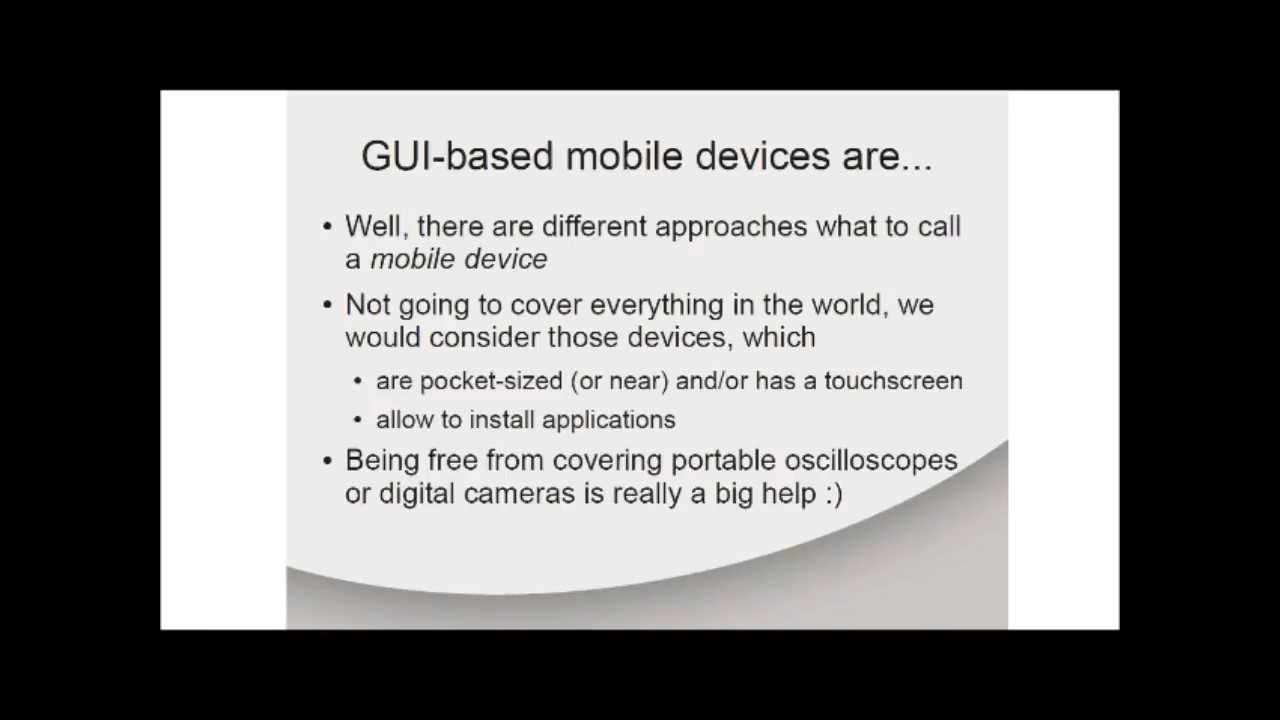 GUI-based mobile devices are...
• Well, there are different approaches what to call
a mobile device
• Not going to cover everything in the world, we
would consider those devices, which
• are pocket-sized (or near) and/or has a touchscreen
• allow to install applications
• Being free from covering portable oscilloscopes
or digital cameras is really a big help :)